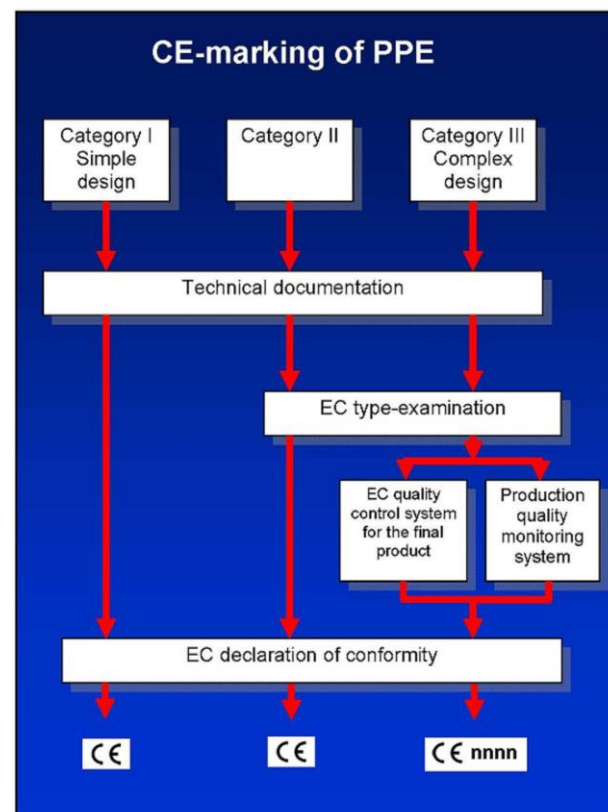 CE-marking of PPE
Category I
Simple
design
Category II
Category III
Complex
design
Technical documentation
EC type-examination
EC quality
control system
for the final
product
Production
quality
monitoring
system
EC declaration of conformity
CE
CE
CE nnnn